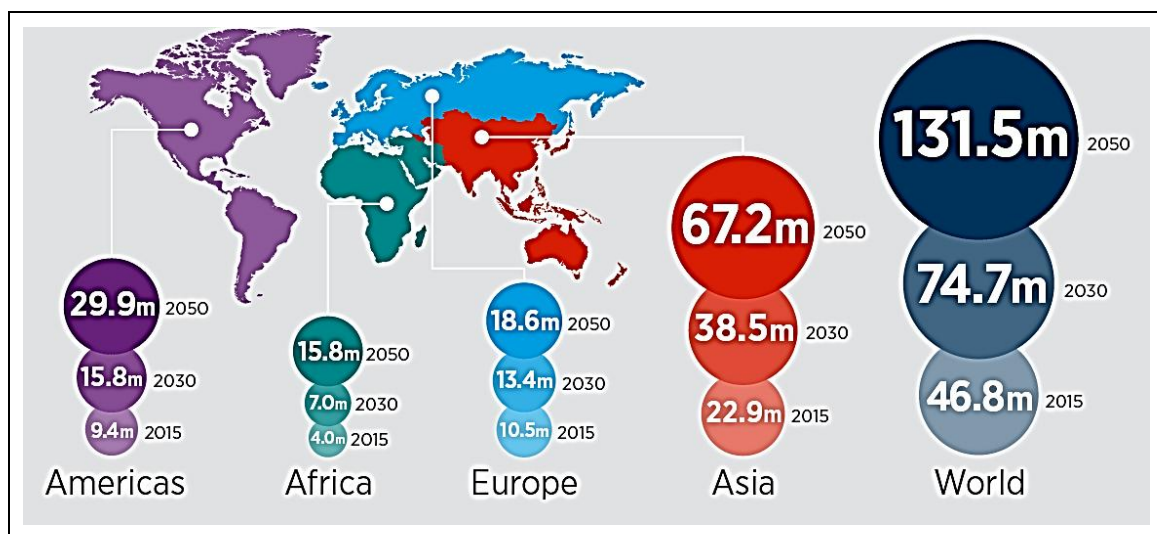 29.9m 2050
15.8m 2030
9.4m 2015
Americas
15.8m 2050
7.0m 2030
4.0m 2015
Africa
18.6m 2050
13.4m 2030
10.5m 2015
Europe
67.2m 2050
38.5m 2030
22.9m 2015
Asia
131.5m 2050
74.7m 2030
46.8m 2015
World